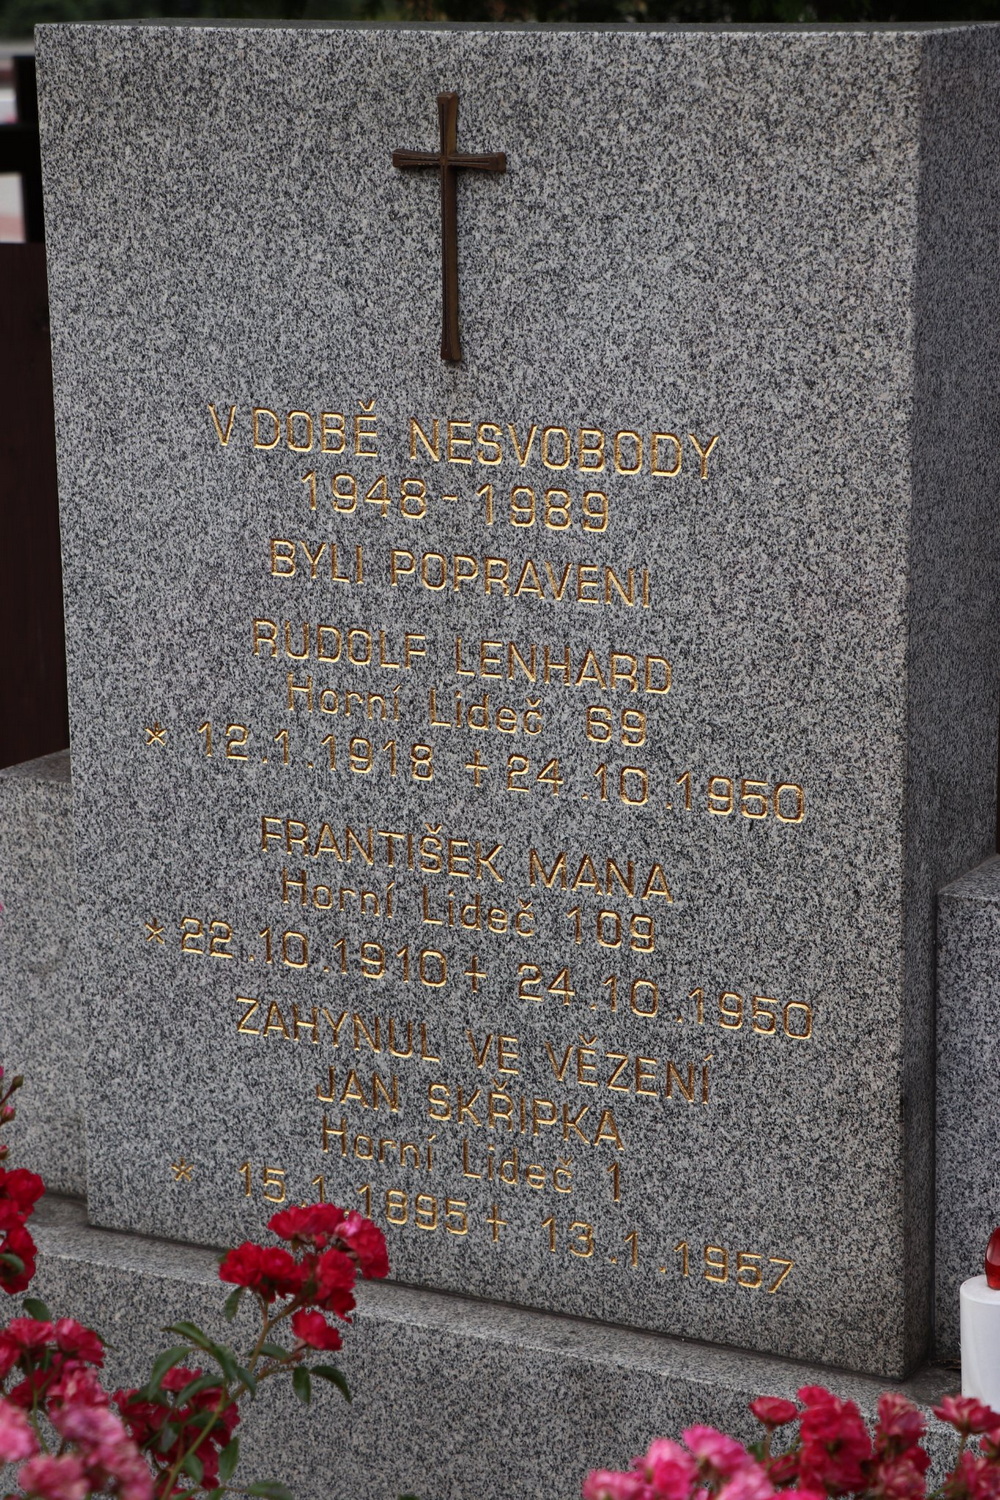 V DOBĚ NESVOBODY
1948 - 1989
BYLI POPRAVENI
RUDOLF LENHARD
Horní Lideč 69
* 12.1.1918 + 24.10.1950
FRANTIŠEK MANA
Horní Lideč 109
* 22.10.1910 + 24.10.1950
ZAHYNUL VE VĚZENÍ
JAN SKŘIPKA
Horní Lideč 1
* 15.1.1895 + 13.1.1957